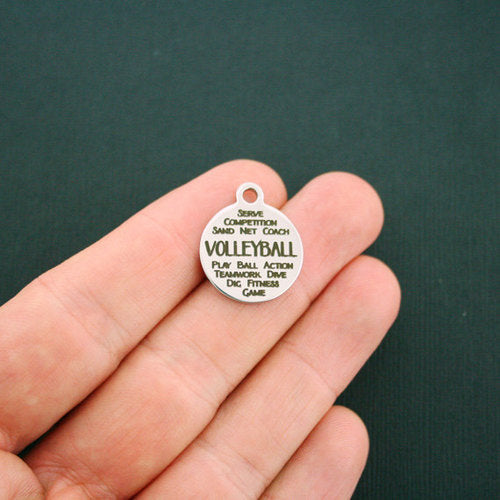 Serve
Competition
Sand Net Coach
VOLLEYBALL
Play Ball Action
Teamwork Dive
Dig Fitness
Game